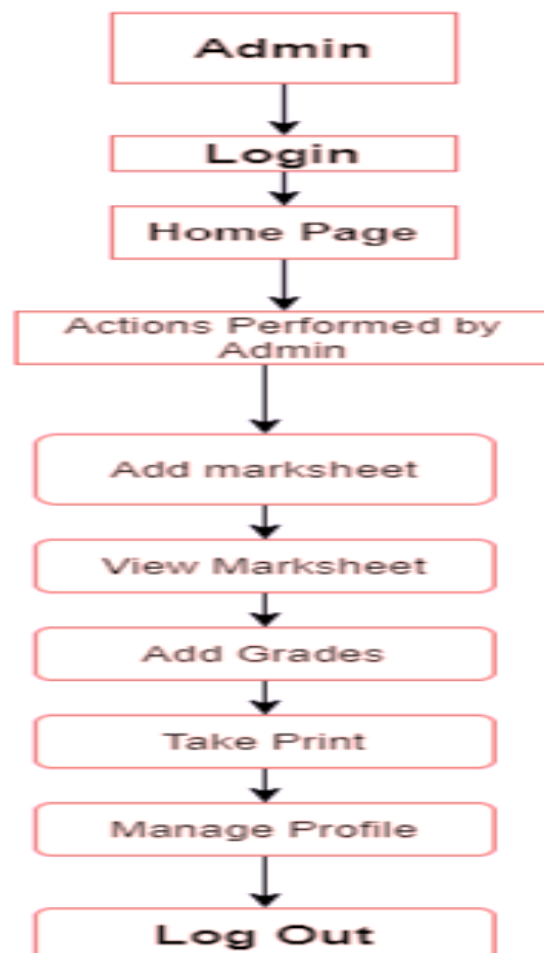 Admin
Login
Home Page
Actions Performed by
Admin
Add marksheet
View Marksheet
Add Grades
Take Print
Manage Profile
Log Out